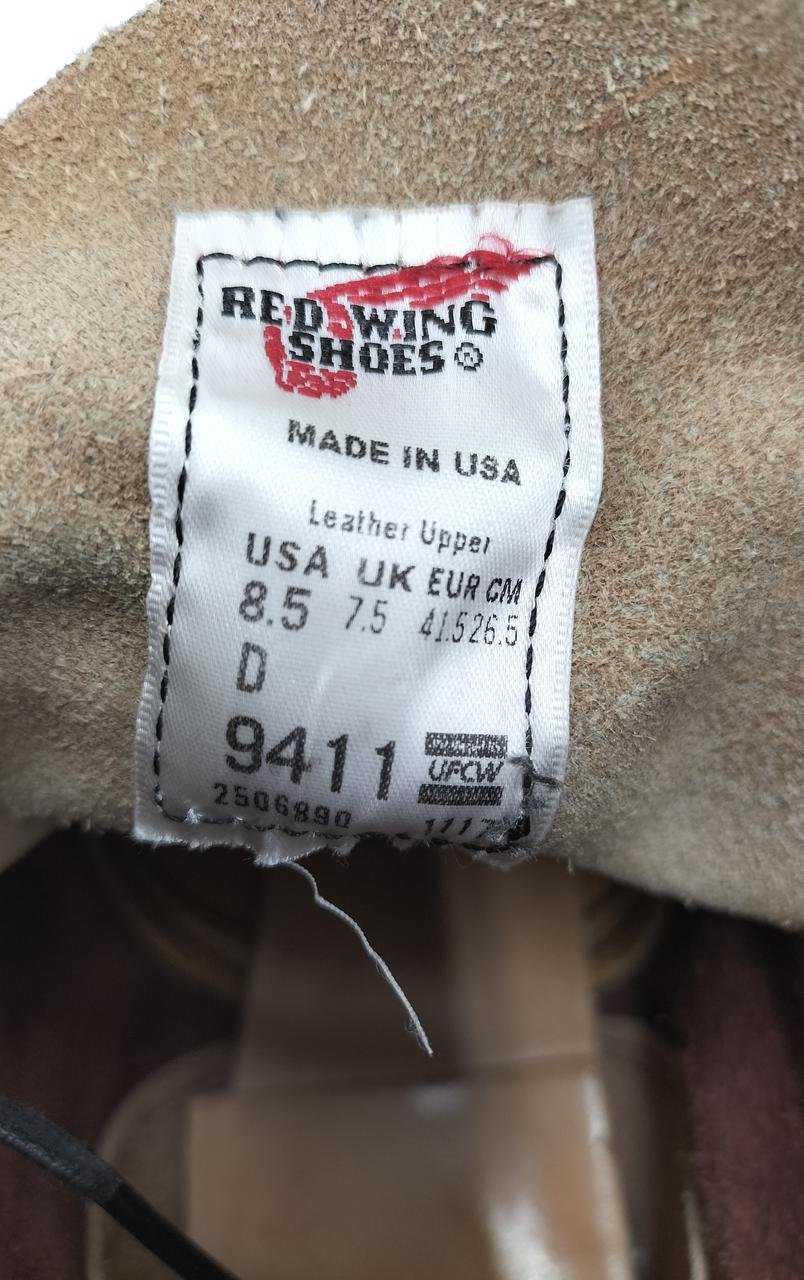 RED WING
SHOES ®
MADE IN USA
Leather Upper
USA UK EUR CM
8.5 7.5 41.5 26.5
D
9411
UFCW
2506890 1117